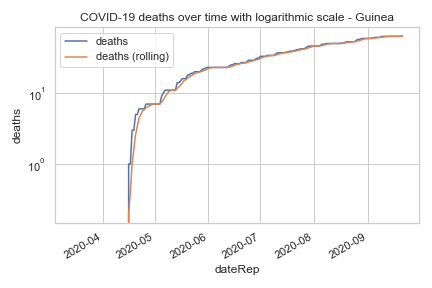 COVID-19 deaths over time with logarithmic scale - Guinea
deaths
deaths (rolling)
10¹
10⁰
deaths
2020-04
2020-05
2020-06
2020-07
2020-08
2020-09
dateRep